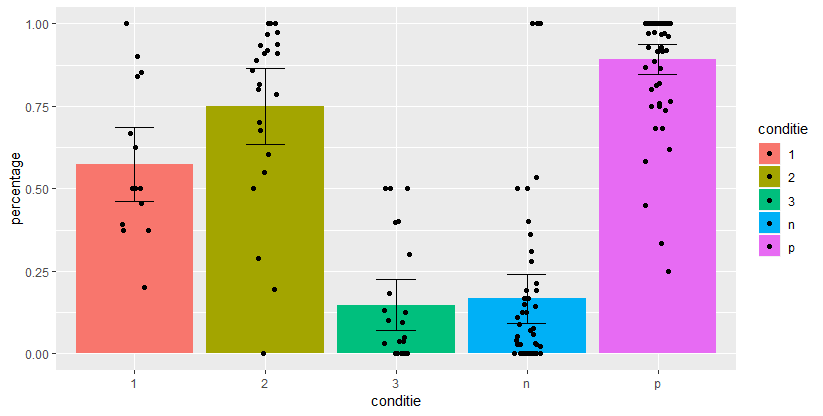 1.00
0.75
0.50
0.25
0.00
percentage
1 2 3 n p
conditie
conditie
1
2
3
n
p